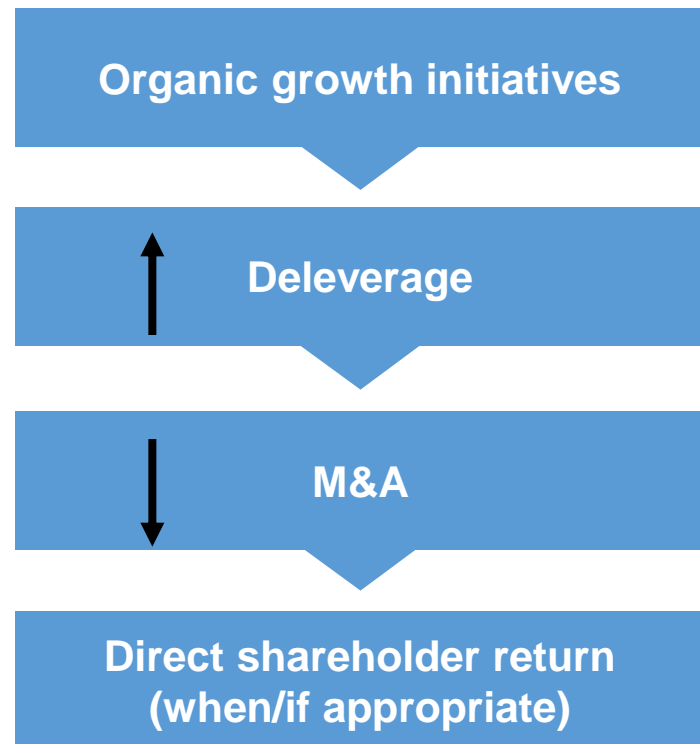 Organic growth initiatives
Deleverage
M&A
Direct shareholder return
(when/if appropriate)